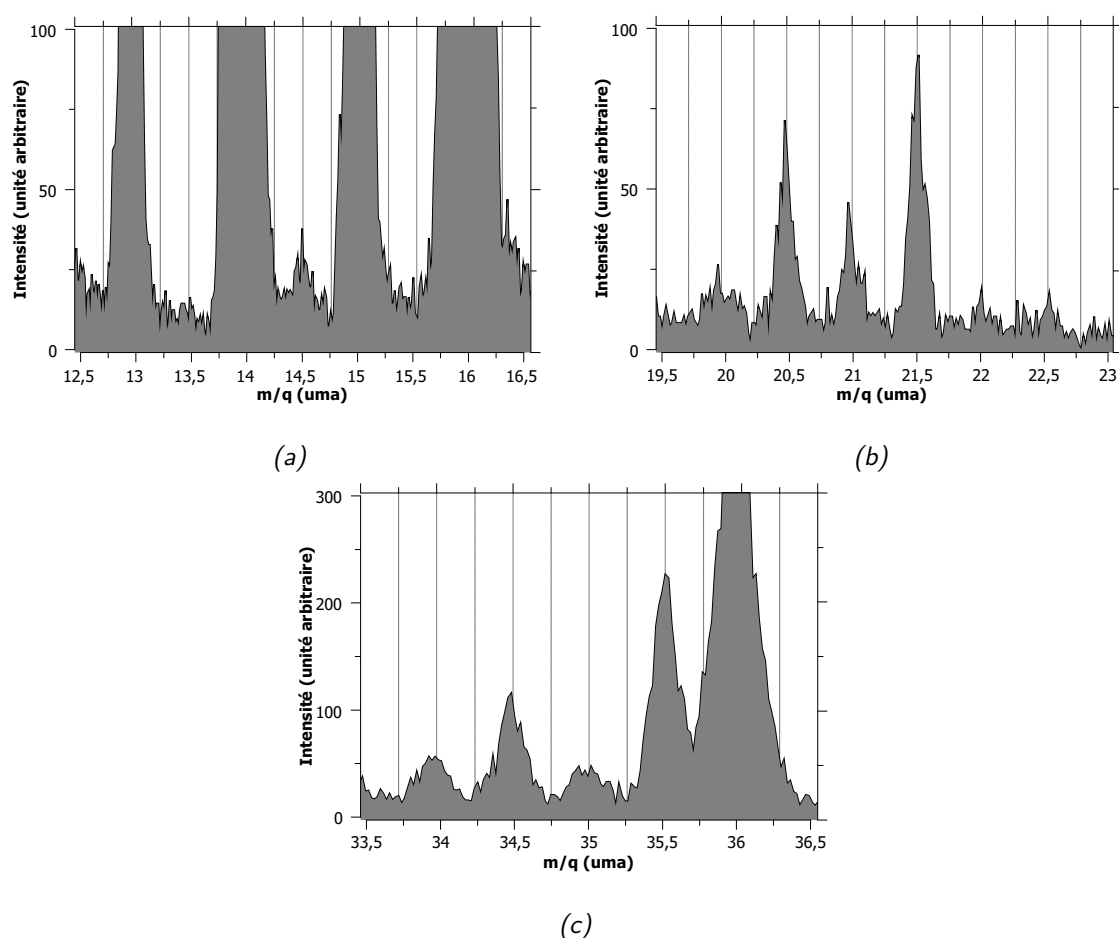 100
50
0
Intensité (unité arbitraire)
12,5 13 13,5 14 14,5 15 15,5 16 16,5
m/q (uma)
(a)
100
50
0
Intensité (unité arbitraire)
19,5 20 20,5 21 21,5 22 22,5 23
m/q (uma)
(b)
300
200
100
0
Intensité (unité arbitraire)
33,5 34 34,5 35 35,5 36 36,5
m/q (uma)
(c)